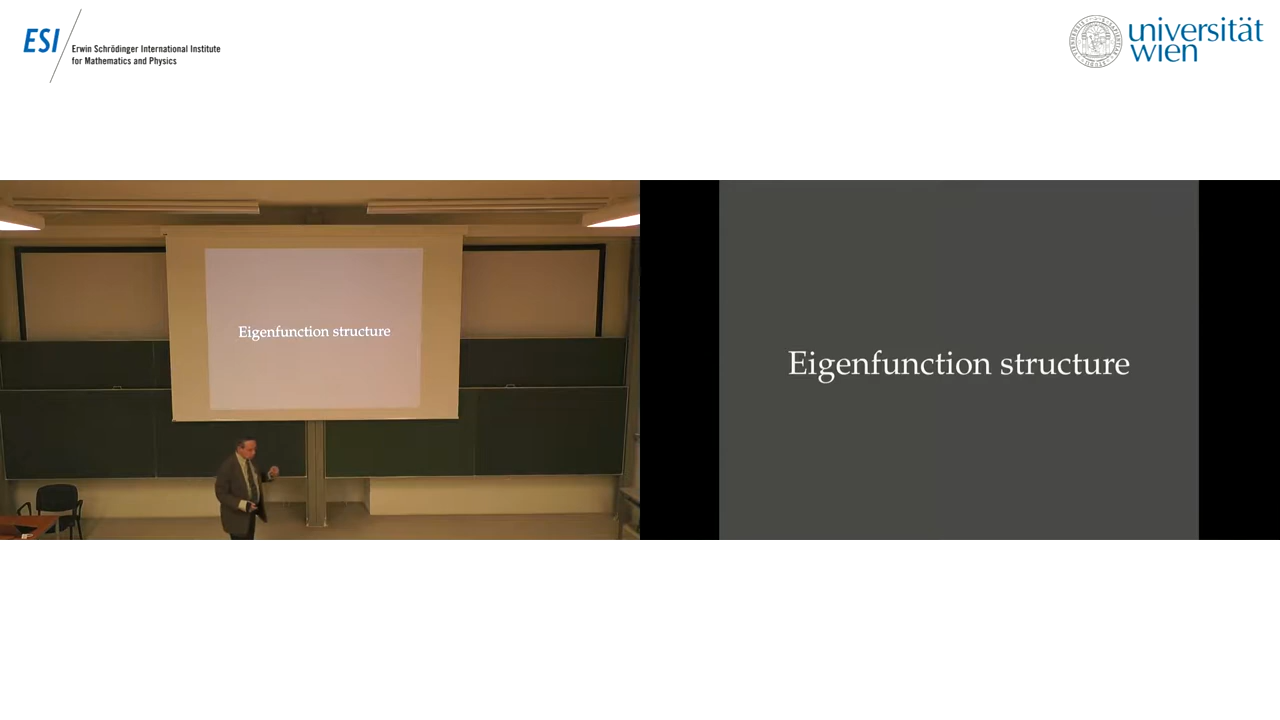 ESI
Erwin Schrödinger International Institute
for Mathematics and Physics
universität
wien
Eigenfunction structure
Eigenfunction structure